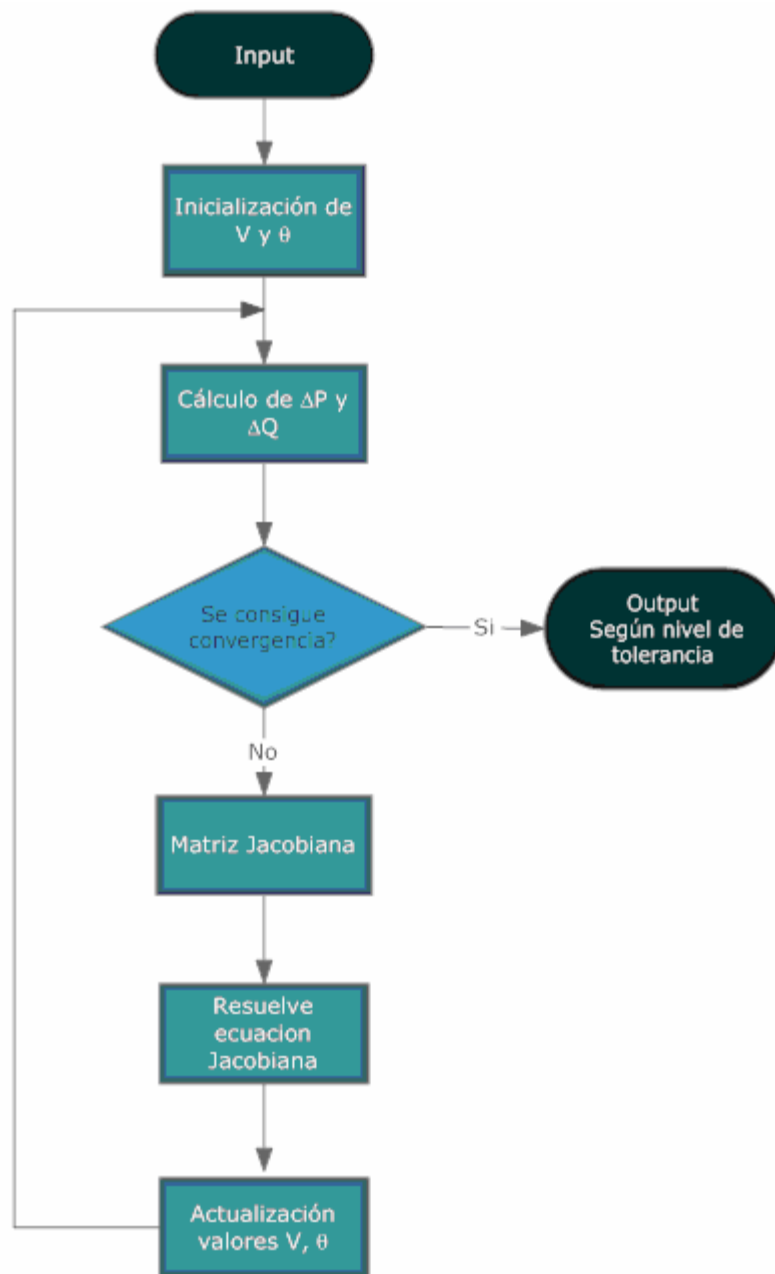 Input
Inicialización de
V y θ
Cálculo de ΔP y
ΔQ
Se consigue
convergencia?
Si
Output
Según nivel de
tolerancia
No
Matriz Jacobiana
Resuelve
ecuacion
Jacobiana
Actualización
valores V, θ